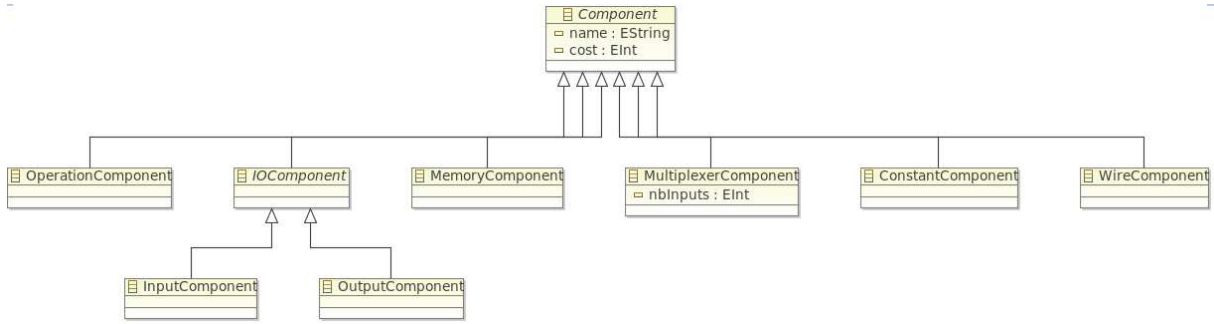 Component
name : EString
cost : EInt
OperationComponent
IOComponent
MemoryComponent
MultiplexerComponent
nbInputs : EInt
ConstantComponent
WireComponent
InputComponent
OutputComponent